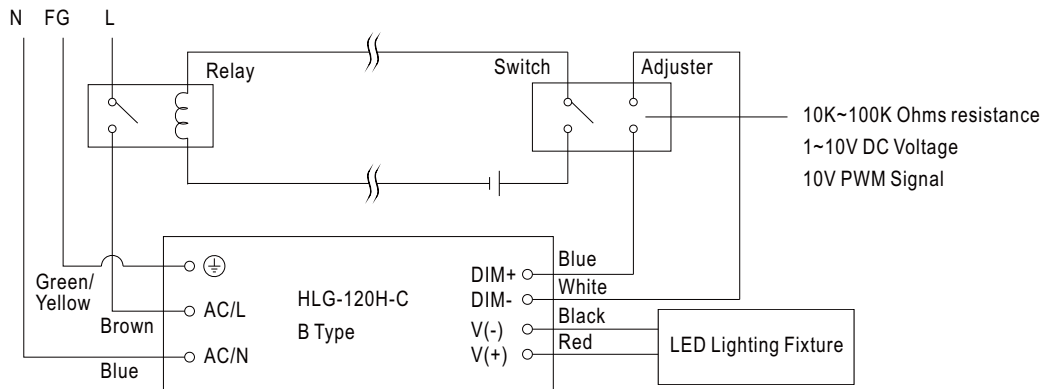 N FG L
Relay
Switch
Adjuster
10K~100K Ohms resistance
1~10V DC Voltage
10V PWM Signal
Green/
Yellow
Brown
Blue
AC/L
AC/N
HLG-120H-C
B Type
DIM+
DIM-
V(-)
V(+)
Blue
White
Black
Red
LED Lighting Fixture